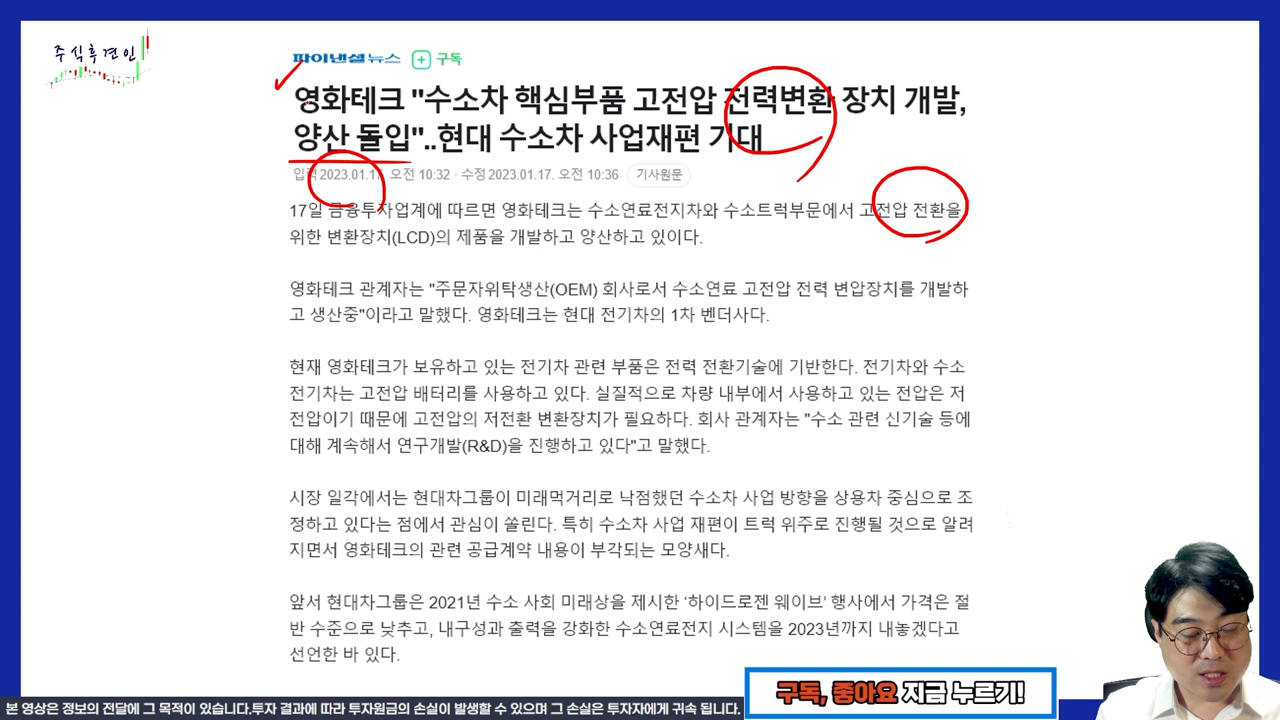 주식후견인
파이낸셜뉴스 구독
영화테크 "수소차 핵심부품 고전압 전력변환 장치 개발,
양산 돌입"..현대 수소차 사업재편 기대
입력 2023.01.17. 오전 10:32 · 수정 2023.01.17. 오전 10:36 기사원문
17일 금융투자업계에 따르면 영화테크는 수소연료전지차와 수소트럭부문에서 고전압 전환을
위한 변환장치(LCD)의 제품을 개발하고 양산하고 있이다.
영화테크 관계자는 "주문자위탁생산(OEM) 회사로서 수소연료 고전압 전력 변압장치를 개발하
고 생산중"이라고 말했다. 영화테크는 현대 전기차의 1차 벤더사다.
현재 영화테크가 보유하고 있는 전기차 관련 부품은 전력 전환기술에 기반한다. 전기차와 수소
전기차는 고전압 배터리를 사용하고 있다. 실질적으로 차량 내부에서 사용하고 있는 전압은 저
전압이기 때문에 고전압의 저전환 변환장치가 필요하다. 회사 관계자는 "수소 관련 신기술 등에
대해 계속해서 연구개발(R&D)을 진행하고 있다"고 말했다.
시장 일각에서는 현대차그룹이 미래먹거리로 낙점했던 수소차 사업 방향을 상용차 중심으로 조
정하고 있다는 점에서 관심이 쏠린다. 특히 수소차 사업 재편이 트럭 위주로 진행될 것으로 알려
지면서 영화테크의 관련 공급계약 내용이 부각되는 모양새다.
앞서 현대차그룹은 2021년 수소 사회 미래상을 제시한 '하이드로젠 웨이브' 행사에서 가격은 절
반 수준으로 낮추고, 내구성과 출력을 강화한 수소연료전지 시스템을 2023년까지 내놓겠다고
선언한 바 있다.
구독, 좋아요 지금 누르기!
본 영상은 정보의 전달에 그 목적이 있습니다.투자 결과에 따라 투자원금의 손실이 발생할 수 있으며 그 손실은 투자자에게 귀속 됩니다.